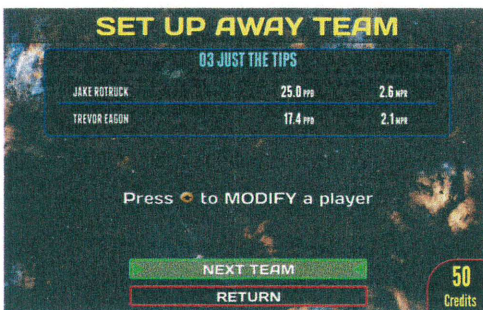 SET UP AWAY TEAM
03 JUST THE TIPS
JAKE ROTRUCK 25.0 PPD 2.6 MPR
TREVOR EAGON 17.4 PPD 2.1 MPR
Press to MODIFY a player
NEXT TEAM
RETURN
50
Credits